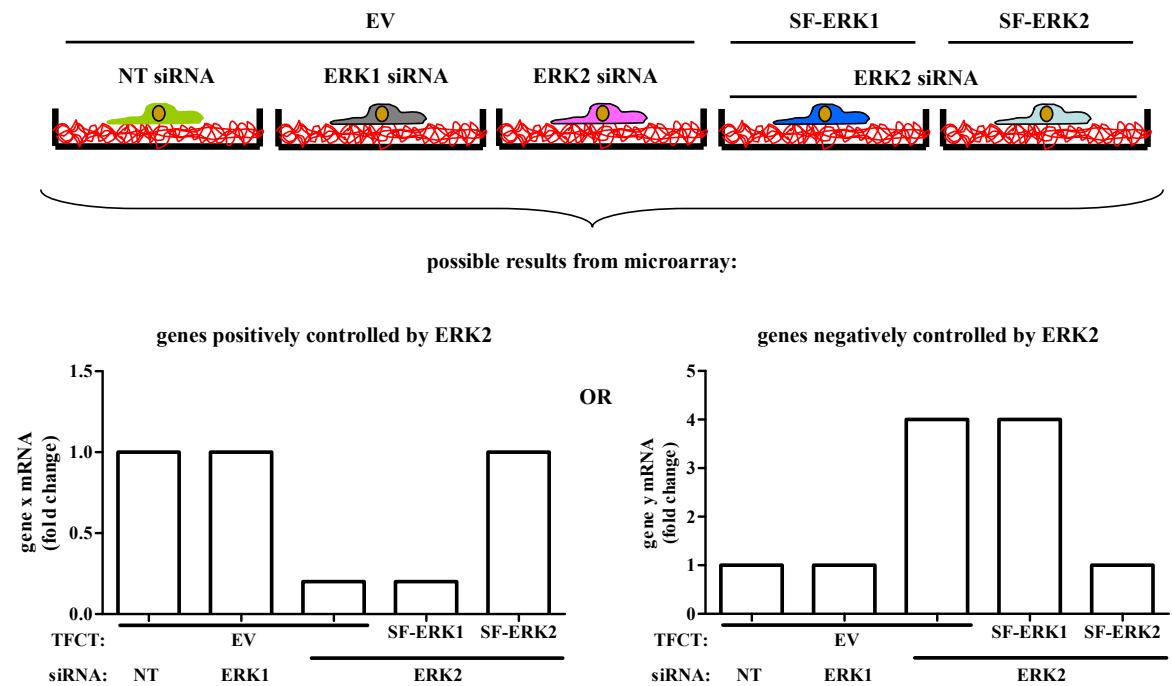 EV SF-ERK1 SF-ERK2
NT siRNA ERK1 siRNA ERK2 siRNA ERK2 siRNA
possible results from microarray:
genes positively controlled by ERK2
genes negatively controlled by ERK2
OR
gene x mRNA
(fold change)
1.5
1.0
0.5
0.0
TFCT: EV SF-ERK1 SF-ERK2
siRNA: NT ERK1 ERK2
gene y mRNA
(fold change)
5
4
3
2
1
0
TFCT: EV SF-ERK1 SF-ERK2
siRNA: NT ERK1 ERK2